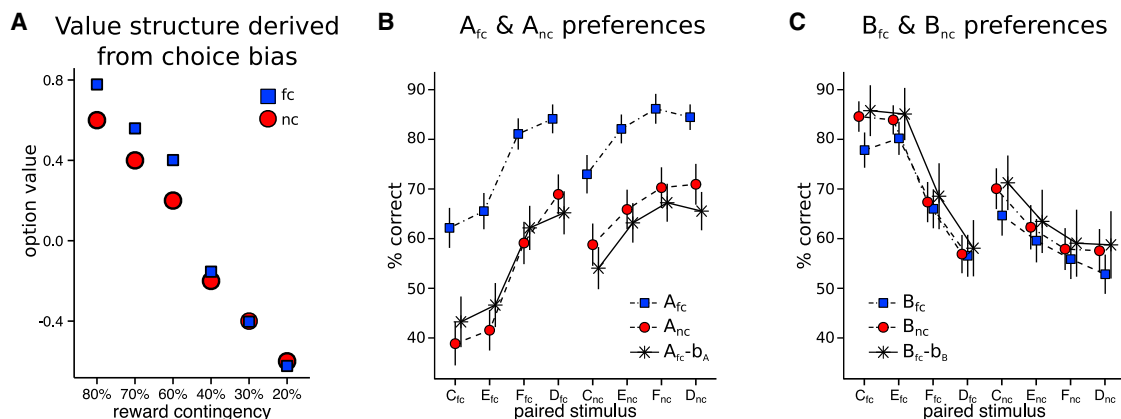 A
Value structure derived
from choice bias
0.8
0.4
0.0
-0.4
option value
fc
nc
80% 70% 60% 40% 30% 20%
reward contingency
B
Afc & Anc preferences
90
80
70
60
50
40
% correct
Afc
Anc
Afc-bA
Cfc Efc Ffc Dfc Cnc Enc Fnc Dnc
paired stimulus
C
Bfc & Bnc preferences
90
80
70
60
50
40
% correct
Bfc
Bnc
Bfc-bB
Cfc Efc Ffc Dfc Cnc Enc Fnc Dnc
paired stimulus